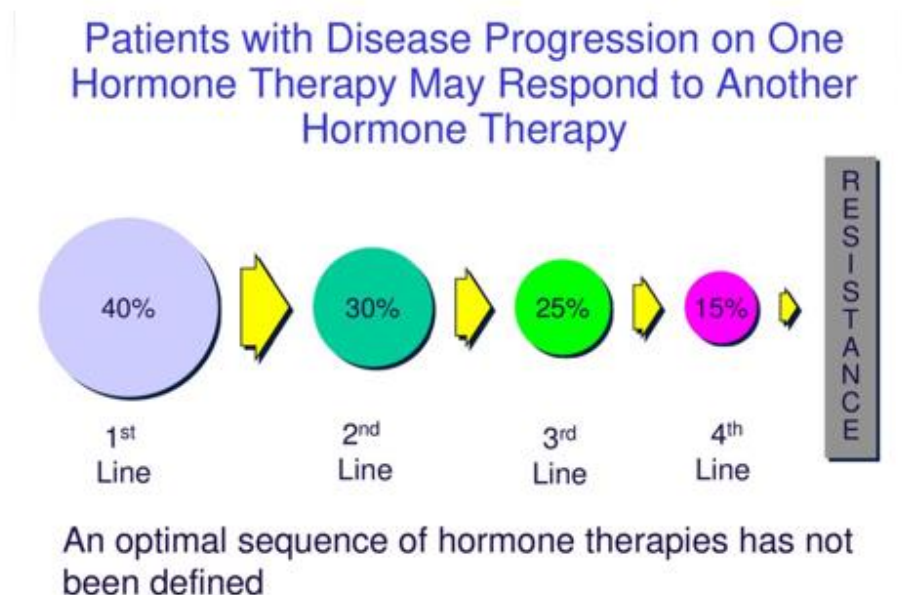 Patients with Disease Progression on One
Hormone Therapy May Respond to Another
Hormone Therapy
40%
30%
25%
15%
RESISTANCE
1st
Line
2nd
Line
3rd
Line
4th
Line
An optimal sequence of hormone therapies has not
been defined